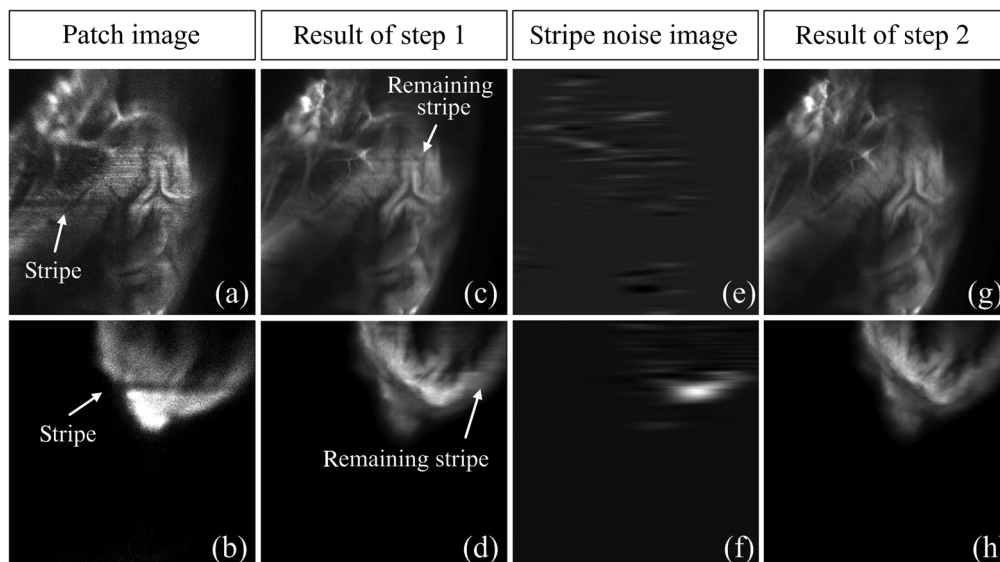 Patch image
Result of step 1
Stripe noise image
Result of step 2
Remaining
stripe
Stripe
(a)
(c)
(e)
(g)
Stripe
Remaining stripe
(b)
(d)
(f)
(h)